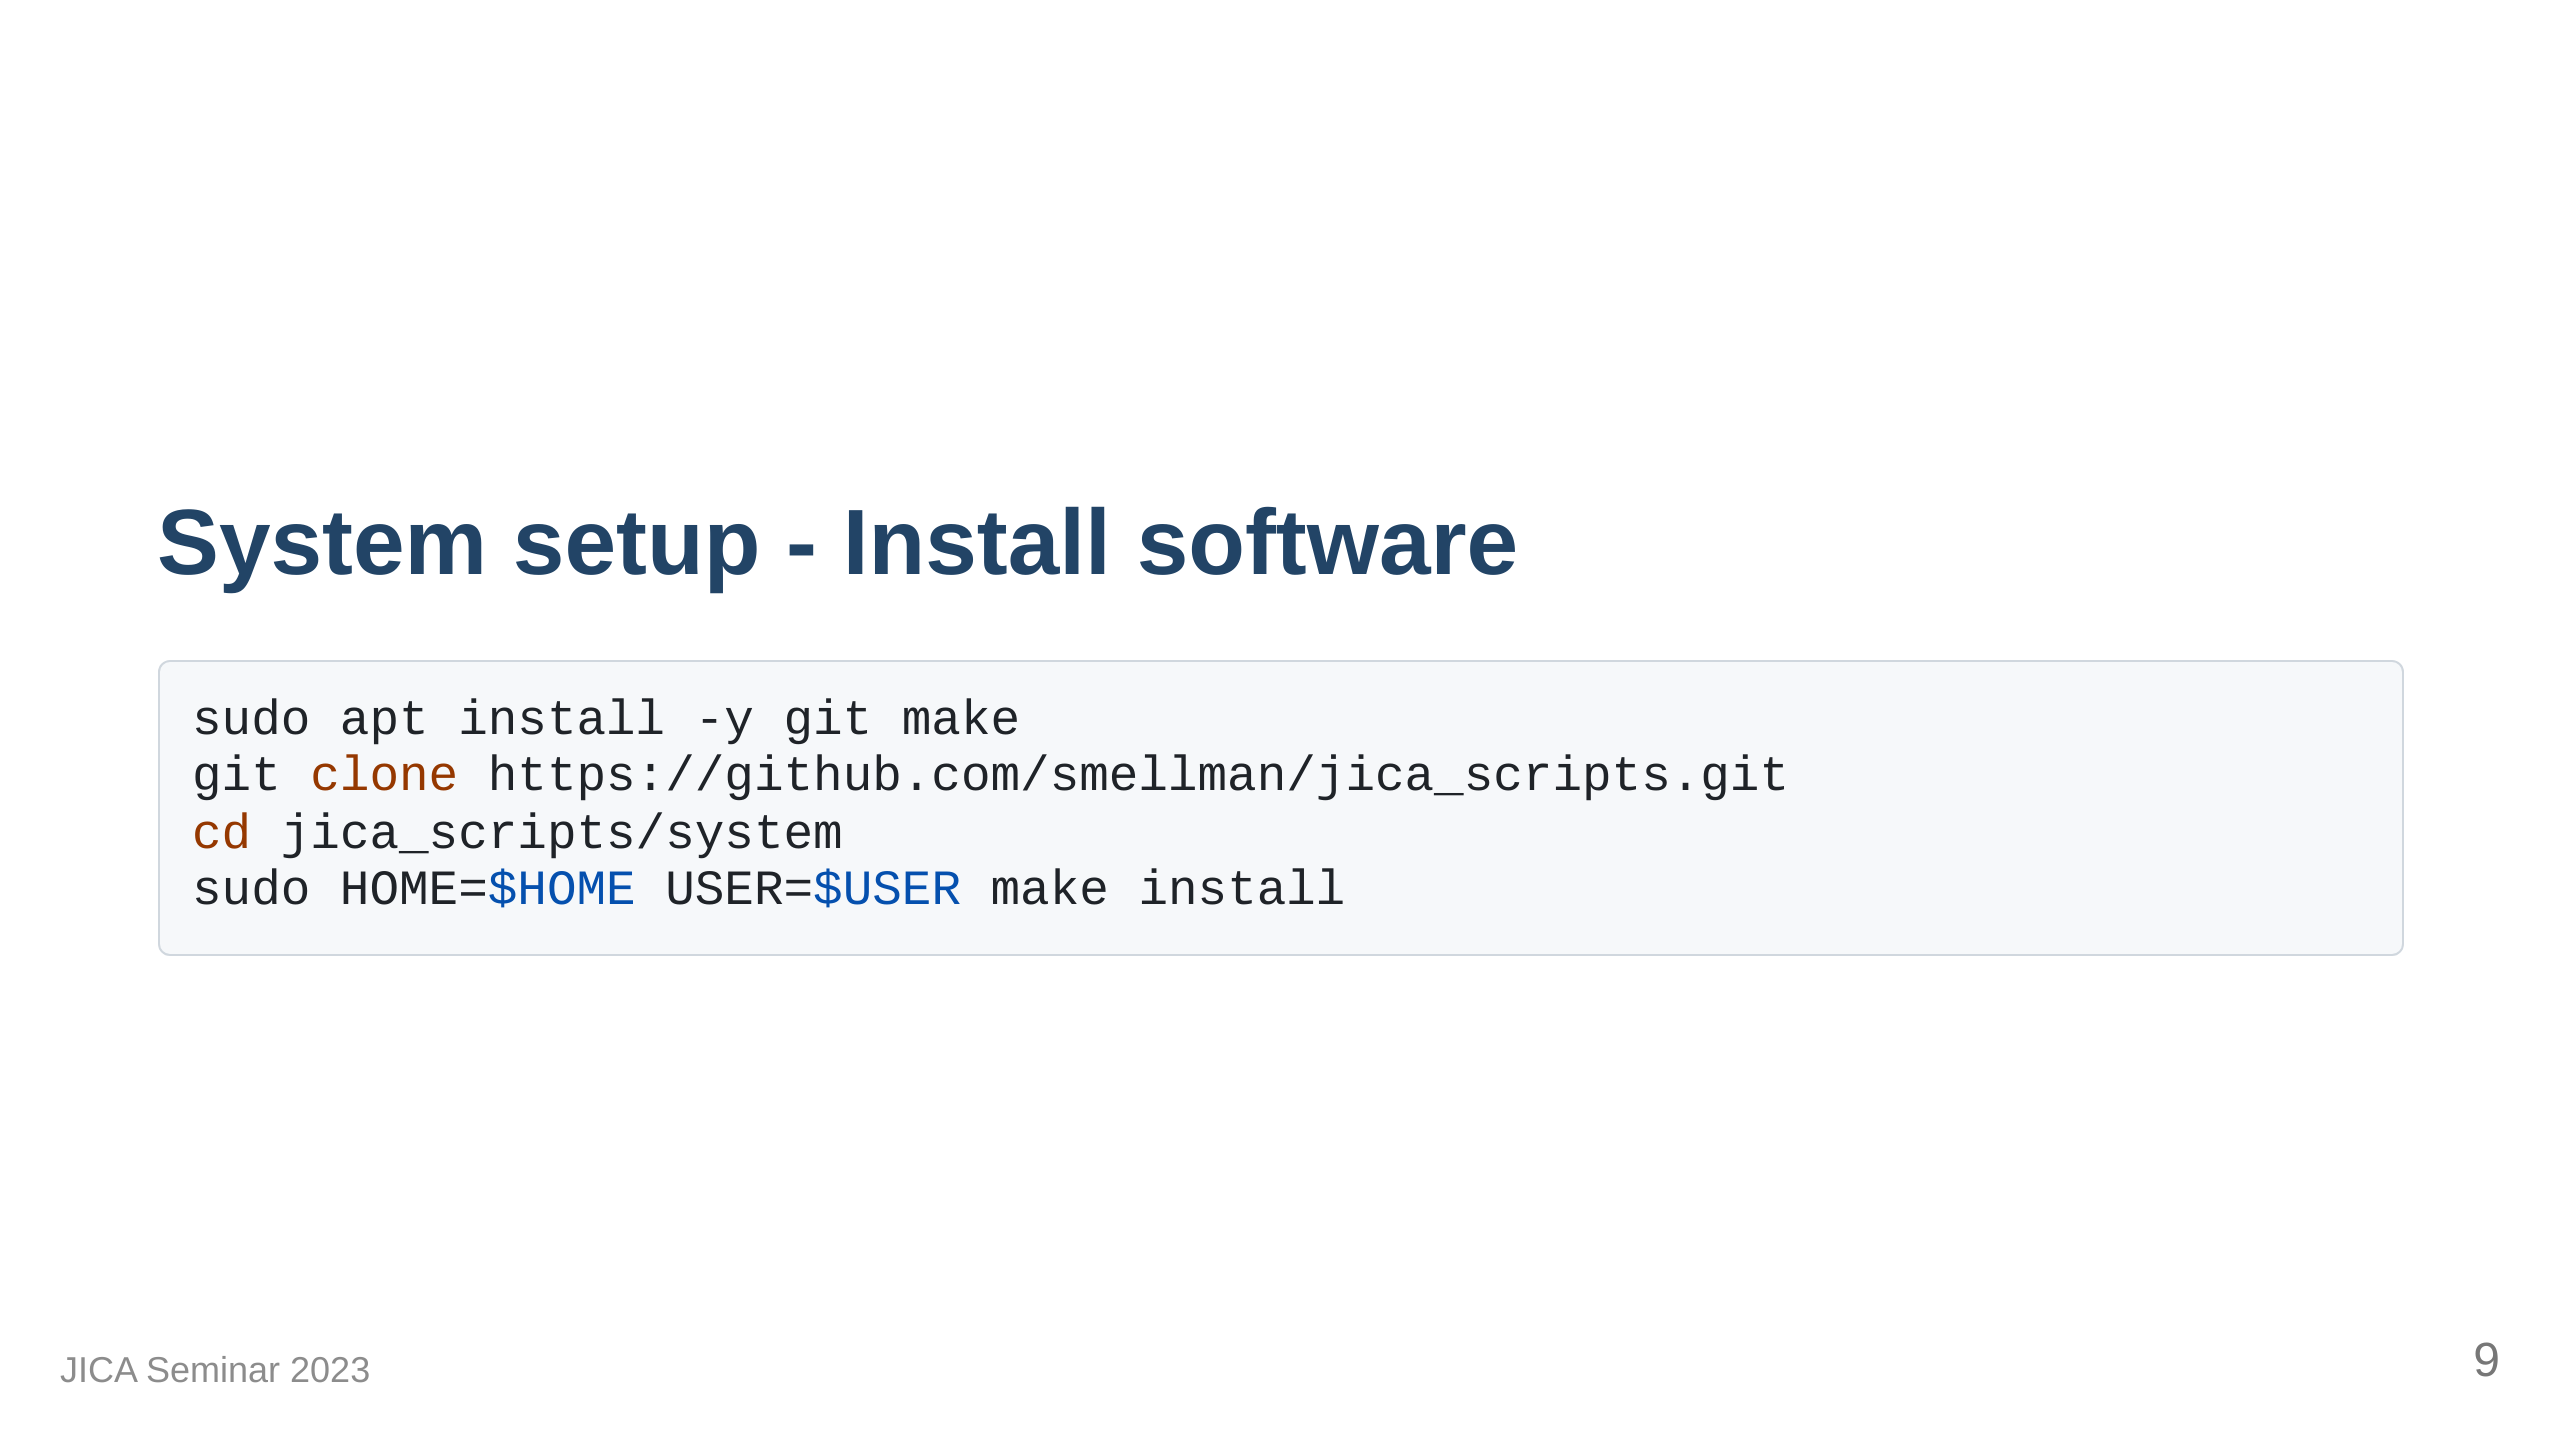 System setup - Install software
sudo apt install -y git make
git clone https://github.com/smellman/jica_scripts.git
cd jica_scripts/system
sudo HOME=$HOME USER=$USER make install
JICA Seminar 2023
9